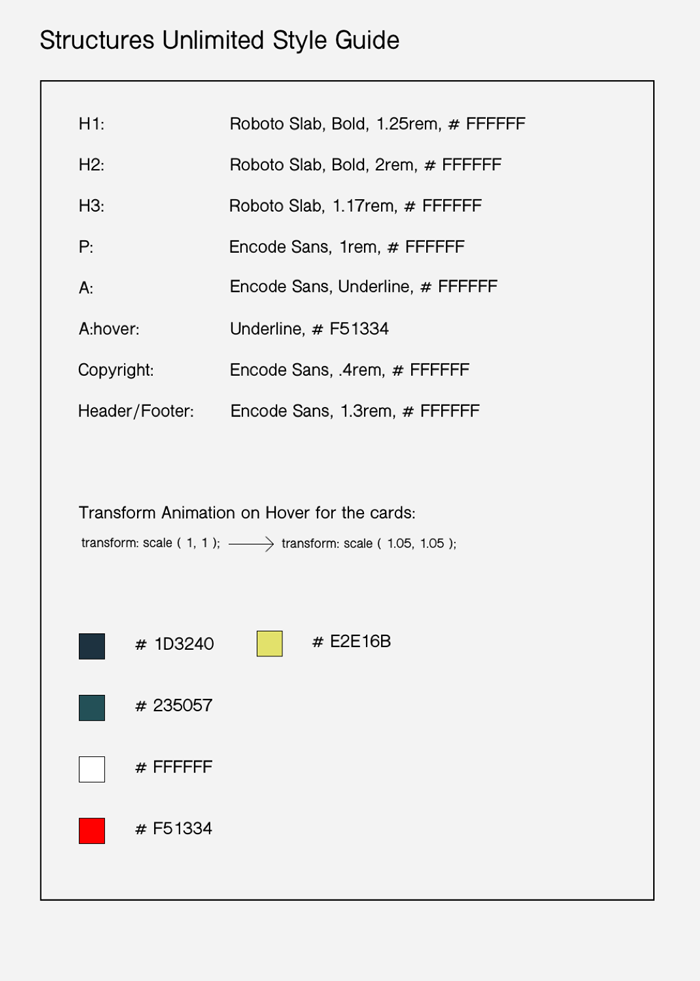 Structures Unlimited Style Guide
H1: Roboto Slab, Bold, 1.25rem, # FFFFFF
H2: Roboto Slab, Bold, 2rem, # FFFFFF
H3: Roboto Slab, 1.17rem, # FFFFFF
P: Encode Sans, 1rem, # FFFFFF
A: Encode Sans, Underline, # FFFFFF
A:hover: Underline, # F51334
Copyright: Encode Sans, .4rem, # FFFFFF
Header/Footer: Encode Sans, 1.3rem, # FFFFFF
Transform Animation on Hover for the cards:
transform: scale ( 1, 1 ); transform: scale ( 1.05, 1.05 );
# 1D3240 # E2E16B
# 235057
# FFFFFF
# F51334